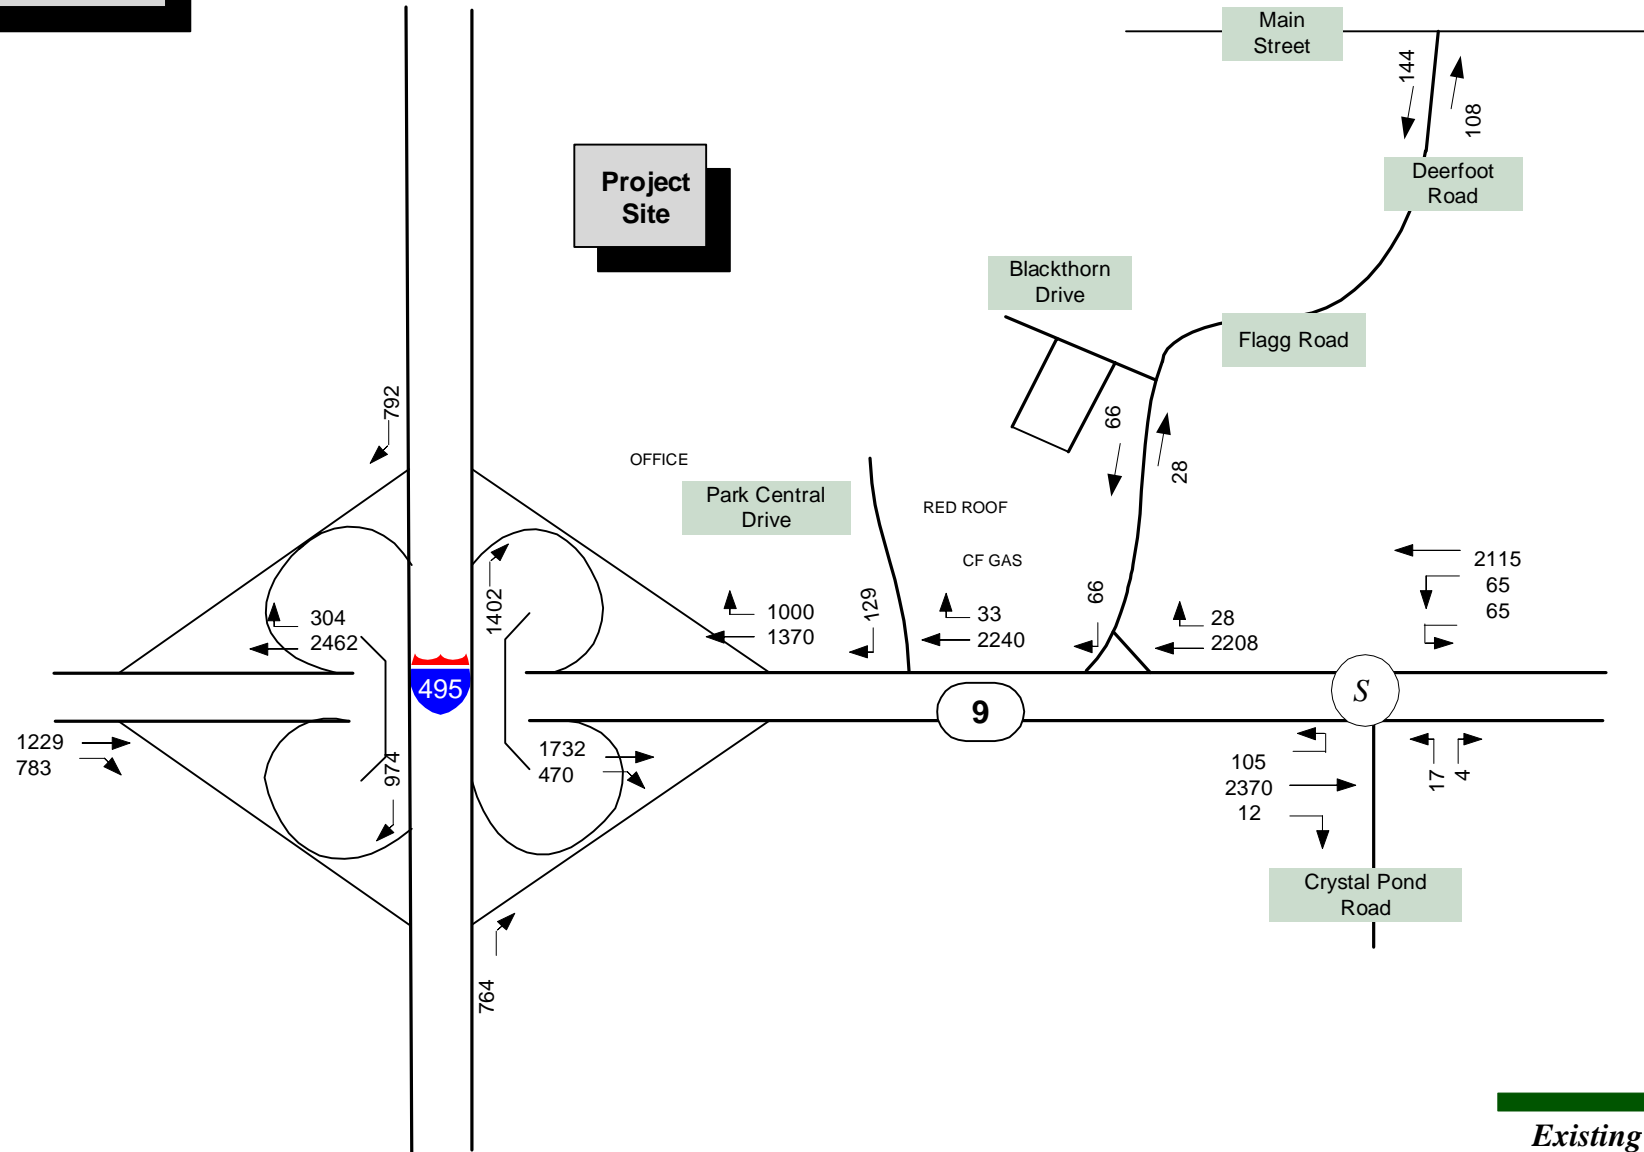 Main
Street
144
108
Project
Site
Deerfoot
Road
Blackthorn
Drive
Flagg Road
792
66
28
OFFICE
Park Central
Drive
RED ROOF
CF GAS
2115
65
65
1402
129
66
304
2462
1000
1370
33
2240
28
2208
495
9
S
1229
783
974
1732
470
105
2370
12
17
4
Crystal Pond
Road
764
Existing